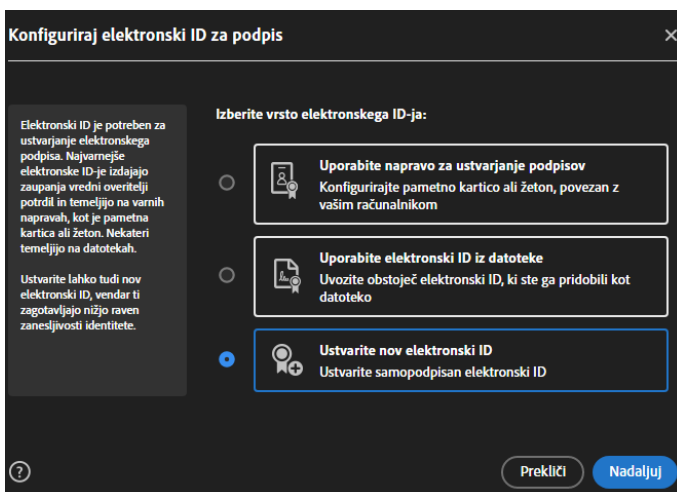 Konfiguriraj elektronski ID za podpis
Elektronski ID je potreben za
ustvarjanje elektronskega
podpisa. Najvarnejše
elektronske ID-je izdajajo
zaupanja vredni overitelji
potrdil in temeljijo na varnih
napravah, kot je pametna
kartica ali žeton. Nekateri
temeljijo na datotekah.
Ustvarite lahko tudi nov
elektronski ID, vendar ti
zagotavljajo nižjo raven
zanesljivosti identitete.
Izberite vrsto elektronskega ID-ja:
Uporabite napravo za ustvarjanje podpisov
Konfigurirajte pametno kartico ali žeton, povezan z
vašim računalnikom
Uporabite elektronski ID iz datoteke
Uvozite obstoječ elektronski ID, ki ste ga pridobili kot
datoteko
Ustvarite nov elektronski ID
Ustvarite samopodpisan elektronski ID
?
Prekliči
Nadaljuj